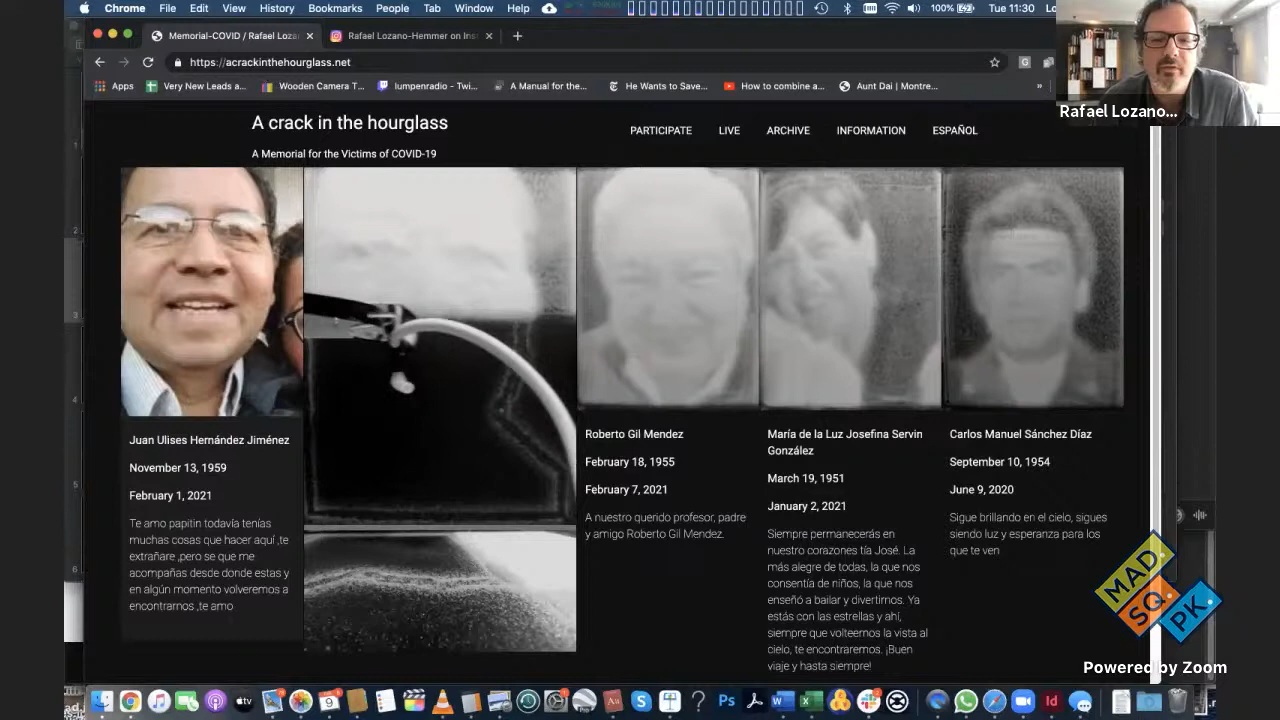 Chrome File Edit View History Bookmarks People Tab Window Help 100% Tue 11:30
Memorial-COVID / Rafael Loza
Rafael Lozano-Hemmer on Ins
https://acrackinthehourglass.net
Apps Very New Leads a... Wooden Camera T... lumpenradio - Twi... A Manual for the... He Wants to Save... How to combine a... Aunt Dai | Montre... »
Rafael Lozano...
A crack in the hourglass
A Memorial for the Victims of COVID-19
PARTICIPATE LIVE ARCHIVE INFORMATION ESPAÑOL
Juan Ulises Hernández Jiménez
November 13, 1959
February 1, 2021
Te amo papitin todavía tenías
muchas cosas que hacer aquí ,te
extrañare ,pero se que me
acompañas desde donde estas y
en algún momento volveremos a
encontrarnos ,te amo
Roberto Gil Mendez
February 18, 1955
February 7, 2021
A nuestro querido profesor, padre
y amigo Roberto Gil Mendez.
María de la Luz Josefina Servin
González
March 19, 1951
January 2, 2021
Siempre permanecerás en
nuestro corazones tía José. La
más alegre de todas, la que nos
consentía de niños, la que nos
enseñó a bailar y divertirnos. Ya
estás con las estrellas y ahí,
siempre que volteemos la vista al
cielo, te encontraremos. ¡Buen
viaje y hasta siempre!
Carlos Manuel Sánchez Díaz
September 10, 1954
June 9, 2020
Sigue brillando en el cielo, sigues
siendo luz y esperanza para los
que te ven
1
2
3
4
5
6
MAD
SQ.
PK.
Powered by Zoom